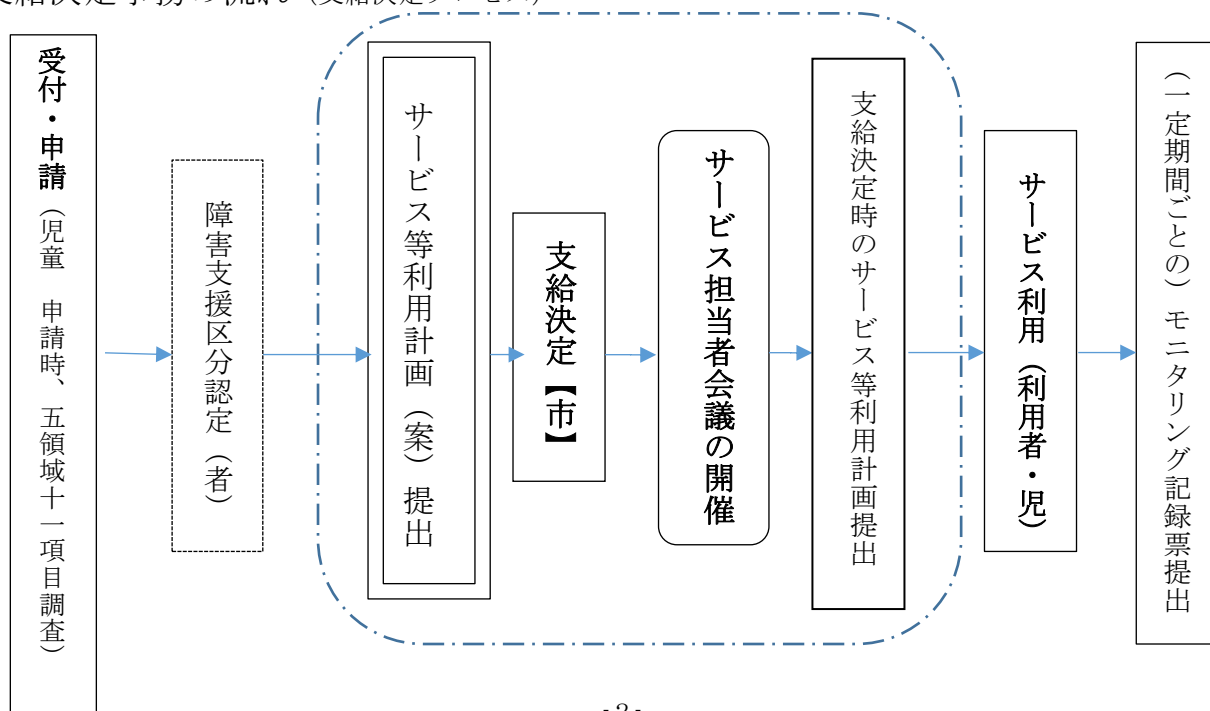 支給決定事務の流れ（支給決定プロセス）
受付・申請（児童　申請時、五領域十一項目調査）
障害支援区分認定（者）
サービス等利用計画（案）提出
支給決定【市】
サービス担当者会議の開催
支給決定時のサービス等利用計画提出
サービス利用（利用者・児）
（一定期間ごとの）モニタリング記録票提出